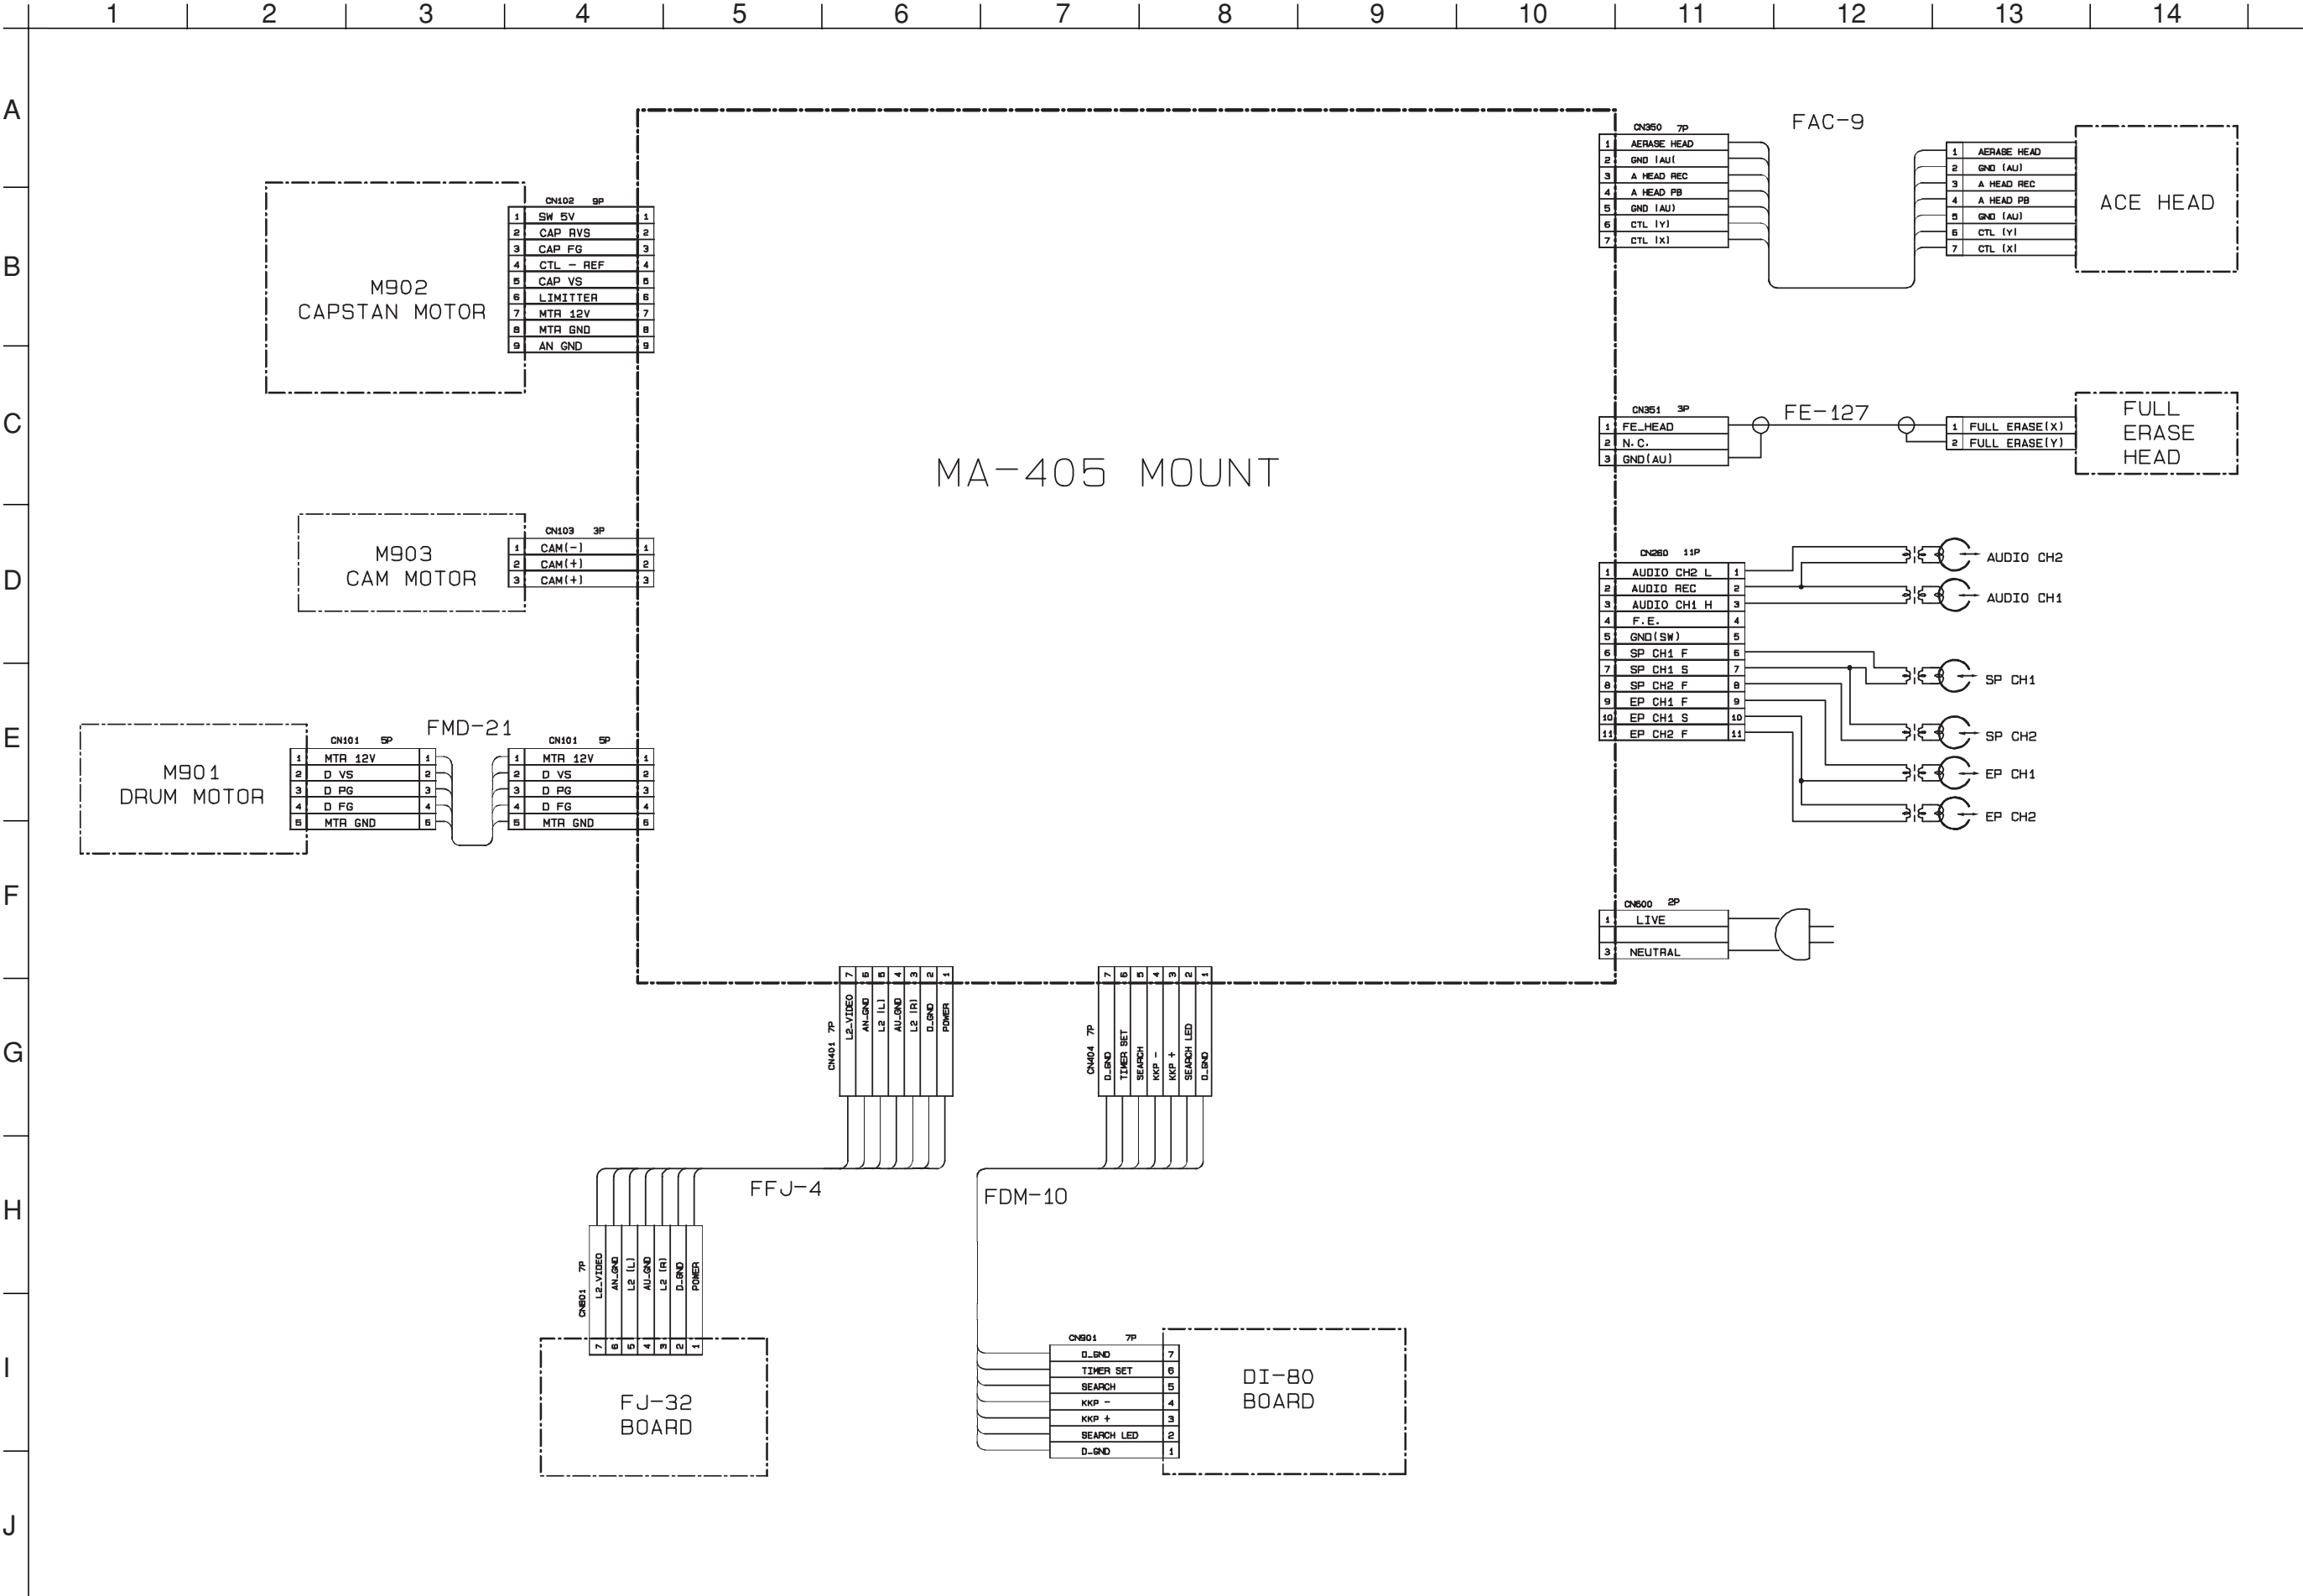 1 2 3 4 5 6 7 8 9 10 11 12 13 14
A
B
C
D
E
F
G
H
I
J
M902
CAPSTAN MOTOR
CN102 9P
1 SW 5V 1
2 CAP RVS 2
3 CAP FG 3
4 CTL - REF 4
5 CAP VS 5
6 LIMITTER 6
7 MTR 12V 7
8 MTR GND 8
9 AN GND 9
M903
CAM MOTOR
CN103 3P
1 CAM(-) 1
2 CAM(+) 2
3 CAM(+) 3
M901
DRUM MOTOR
CN101 5P
1 MTR 12V 1
2 D VS 2
3 D PG 3
4 D FG 4
5 MTR GND 6
FMD-21
CN101 5P
1 MTR 12V 1
2 D VS 2
3 D PG 3
4 D FG 4
5 MTR GND 6
MA-405 MOUNT
CN350 7P
1 AERASE HEAD
2 GND (AU(
3 A HEAD REC
4 A HEAD PB
5 GND (AU)
6 CTL (Y)
7 CTL (X)
FAC-9
1 AERASE HEAD
2 GND (AU)
3 A HEAD REC
4 A HEAD PB
5 GND (AU)
6 CTL (Y)
7 CTL (X)
ACE HEAD
CN351 3P
1 FE_HEAD
2 N.C.
3 GND(AU)
FE-127
1 FULL ERASE(X)
2 FULL ERASE(Y)
FULL
ERASE
HEAD
CN260 11P
1 AUDIO CH2 L 1
2 AUDIO REC 2
3 AUDIO CH1 H 3
4 F.E. 4
5 GND(SW) 5
6 SP CH1 F 6
7 SP CH1 S 7
8 SP CH2 F 8
9 EP CH1 F 9
10 EP CH1 S 10
11 EP CH2 F 11
AUDIO CH2
AUDIO CH1
SP CH1
SP CH2
EP CH1
EP CH2
CN600 2P
1 LIVE
3 NEUTRAL
CN401 7P
7 L2_VIDEO
6 AN_GND
5 L2 (L)
4 AU_GND
3 L2 (R)
2 D_GND
1 POWER
CN404 7P
7 D_GND
6 TIMER SET
5 SEARCH
4 KKP -
3 KKP +
2 SEARCH LED
1 D_GND
FFJ-4
FDM-10
CN801 7P
L2_VIDEO 7
AN_GND 6
L2 (L) 5
AU_GND 4
L2 (R) 3
D_GND 2
POWER 1
FJ-32
BOARD
CN901 7P
D_GND 7
TIMER SET 6
SEARCH 5
KKP - 4
KKP + 3
SEARCH LED 2
D_GND 1
DI-80
BOARD